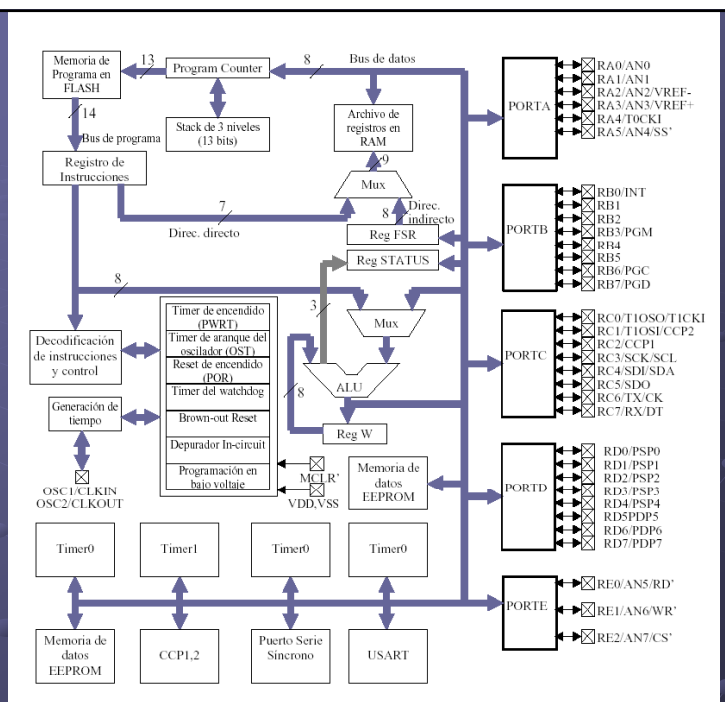 Memoria de
Programa en
FLASH
13
Program Counter
8
Bus de datos
14
Bus de programa
Stack de 3 niveles
(13 bits)
Archivo de
registros en
RAM
9
Registro de
Instrucciones
Mux
7
Direc. directo
8
Direc.
indirecto
Reg FSR
Reg STATUS
8
3
Mux
Decodificación
de instrucciones
y control
Timer de encendido
(PWRT)
Timer de aranque del
oscilador (OST)
Reset de encendido
(POR)
Timer del watchdog
Brown-out Reset
Depurador In-circuit
Programación en
bajo voltaje
8
ALU
Reg W
Generación de
tiempo
OSC1/CLKIN
OSC2/CLKOUT
MCLR'
VDD,VSS
Memoria de
datos
EEPROM
Timer0
Timer1
Timer0
Timer0
Memoria de
datos
EEPROM
CCP1,2
Puerto Serie
Síncrono
USART
PORTA
RA0/AN0
RA1/AN1
RA2/AN2/VREF-
RA3/AN3/VREF+
RA4/T0CKI
RA5/AN4/SS'
PORTB
RB0/INT
RB1
RB2
RB3/PGM
RB4
RB5
RB6/PGC
RB7/PGD
PORTC
RC0/T1OSO/T1CKI
RC1/T1OSI/CCP2
RC2/CCP1
RC3/SCK/SCL
RC4/SDI/SDA
RC5/SDO
RC6/TX/CK
RC7/RX/DT
PORTD
RD0/PSP0
RD1/PSP1
RD2/PSP2
RD3/PSP3
RD4/PSP4
RD5PDP5
RD6/PDP6
RD7/PDP7
PORTE
RE0/AN5/RD'
RE1/AN6/WR'
RE2/AN7/CS'